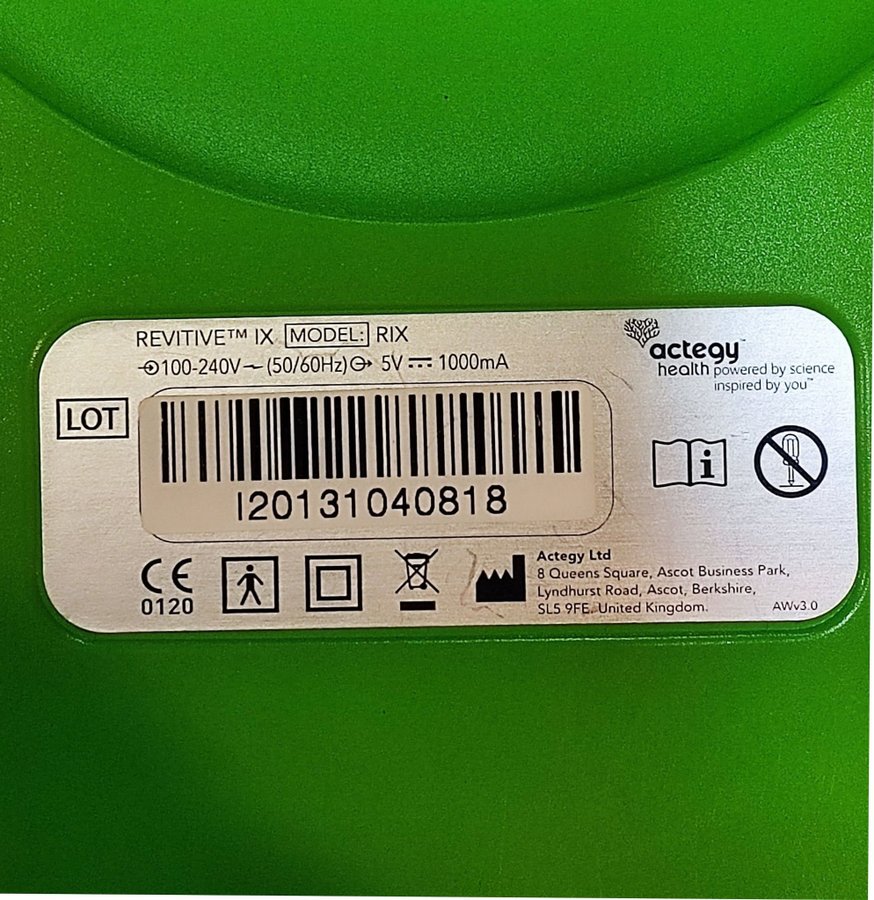 REVITIVE™ IX MODEL: RIX
100-240V~ (50/60Hz) 5V⎓ 1000mA
actegy™
health powered by science
inspired by you™
LOT
I20131040818
i
CE
0120
Actegy Ltd
8 Queens Square, Ascot Business Park,
Lyndhurst Road, Ascot, Berkshire,
SL5 9FE. United Kingdom.
AWv3.0